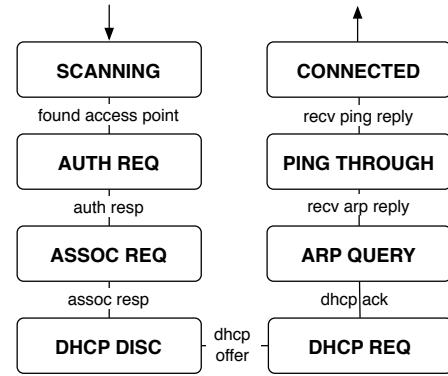 SCANNING
found access point
AUTH REQ
auth resp
ASSOC REQ
assoc resp
DHCP DISC
dhcp
offer
CONNECTED
recv ping reply
PING THROUGH
recv arp reply
ARP QUERY
dhcp ack
DHCP REQ